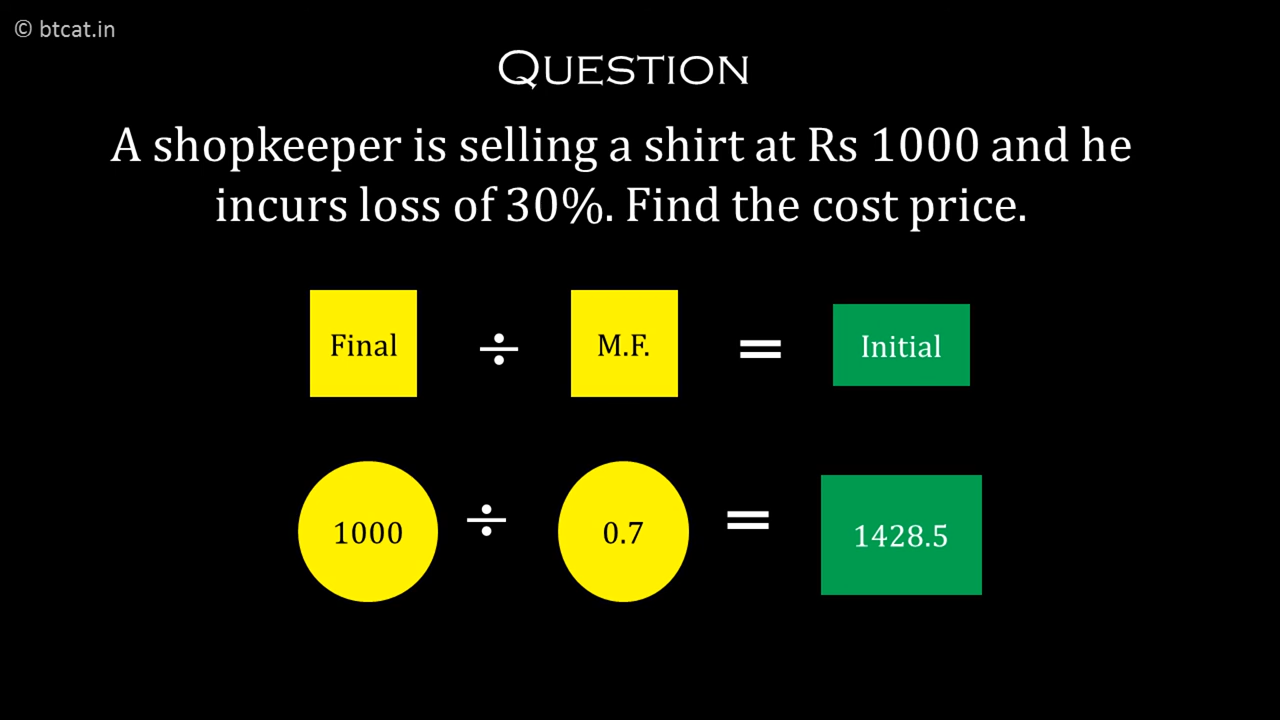 © btcat.in
QUESTION
A shopkeeper is selling a shirt at Rs 1000 and he
incurs loss of 30%. Find the cost price.
Final ÷ M.F. = Initial
1000 ÷ 0.7 = 1428.5